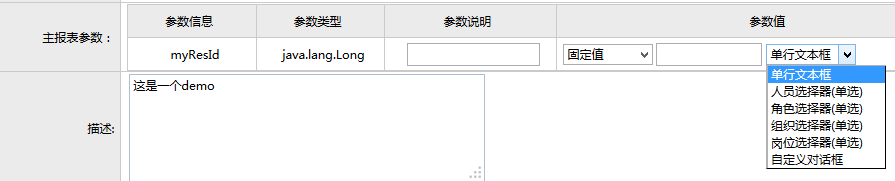 参数信息 参数类型 参数说明 参数值
主报表参数：
myResId java.lang.Long 固定值 单行文本框
单行文本框
人员选择器(单选)
角色选择器(单选)
组织选择器(单选)
岗位选择器(单选)
自定义对话框
这是一个demo
描述: